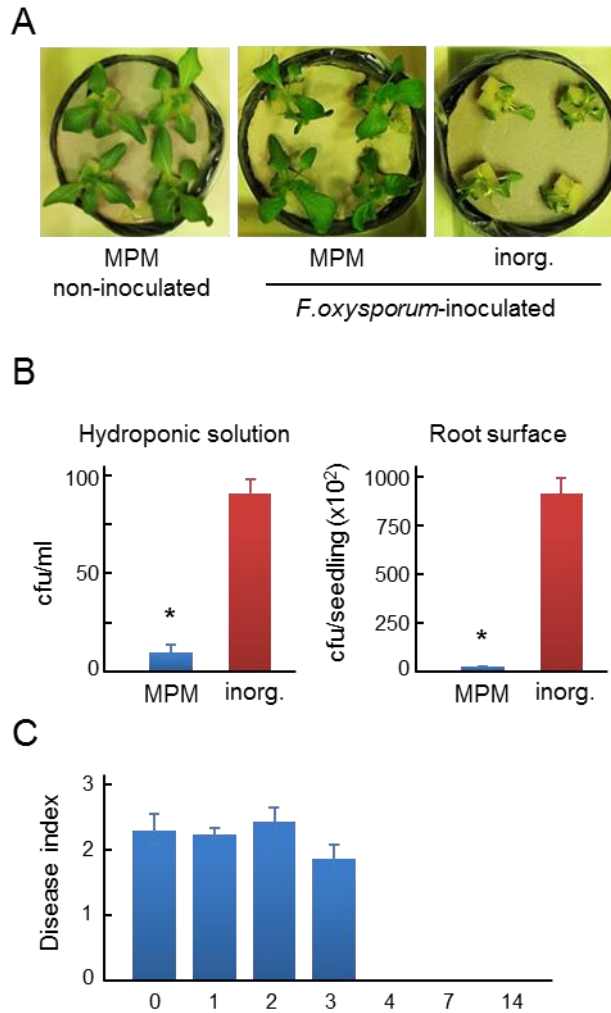 A
MPM
non-inoculated
MPM
inorg.
F.oxysporum-inoculated
B
Hydroponic solution
cfu/ml
100
50
0
*
MPM
inorg.
Root surface
cfu/seedling (x10²)
1000
750
500
250
0
*
MPM
inorg.
C
Disease index
3
2
1
0
0 1 2 3 4 7 14